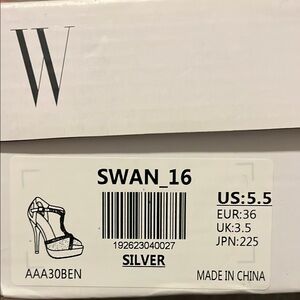 W
SWAN_16
US:5.5
EUR:36
UK:3.5
JPN:225
192623040027
SILVER
AAA30BEN
MADE IN CHINA